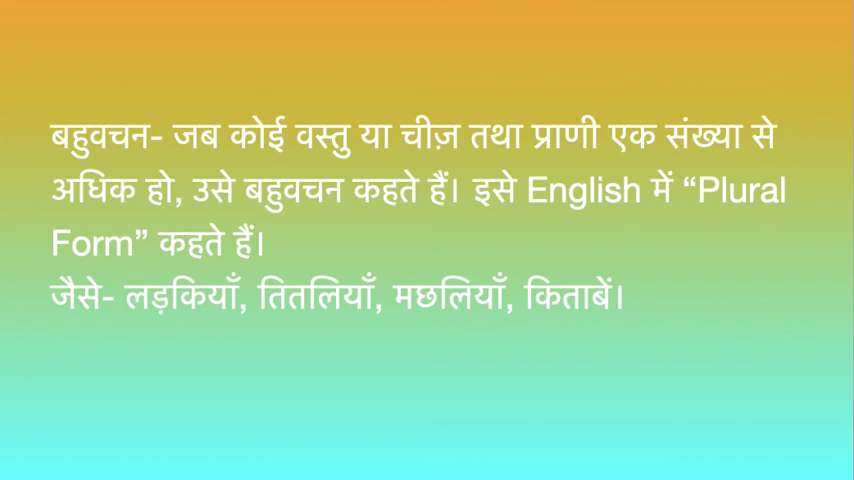 बहुवचन- जब कोई वस्तु या चीज़ तथा प्राणी एक संख्या से
अधिक हो, उसे बहुवचन कहते हैं। इसे English में “Plural
Form” कहते हैं।
जैसे- लड़कियाँ, तितलियाँ, मछलियाँ, किताबें।